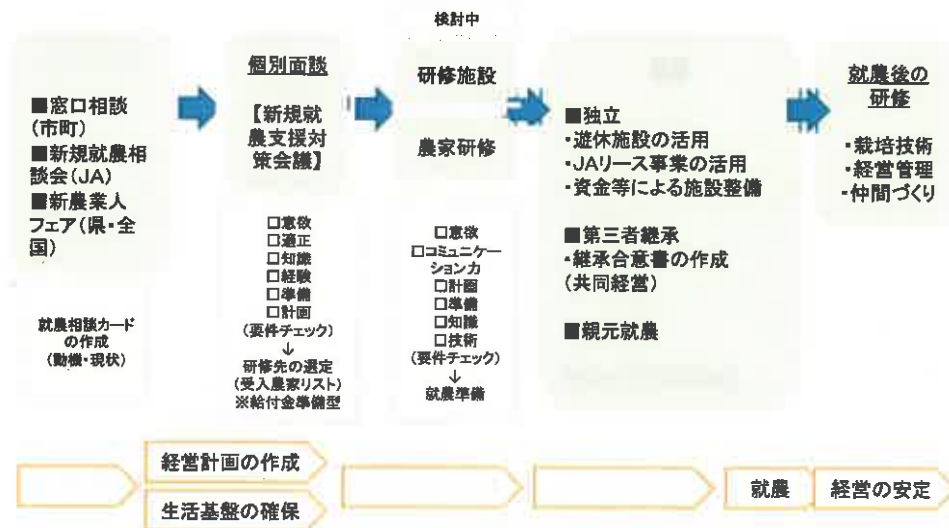 ■窓口相談
(市町)
■新規就農相
談会(JA)
■新農業人
フェア(県・全
国)
就農相談カード
の作成
(動機・現状)
個別面談
【新規就
農支援対
策会議】
□意欲
□適正
□知識
□経験
□準備
□計画
(要件チェック)
↓
研修先の選定
(受入農家リスト)
※給付金準備型
検討中
研修施設
農家研修
□意欲
□コミュニケー
ション力
□計画
□準備
□知識
□技術
(要件チェック)
↓
就農準備
■独立
・遊休施設の活用
・JAリース事業の活用
・資金等による施設整備
■第三者継承
・継承合意書の作成
(共同経営)
■親元就農
就農後の
研修
・栽培技術
・経営管理
・仲間づくり
経営計画の作成
生活基盤の確保
就農
経営の安定